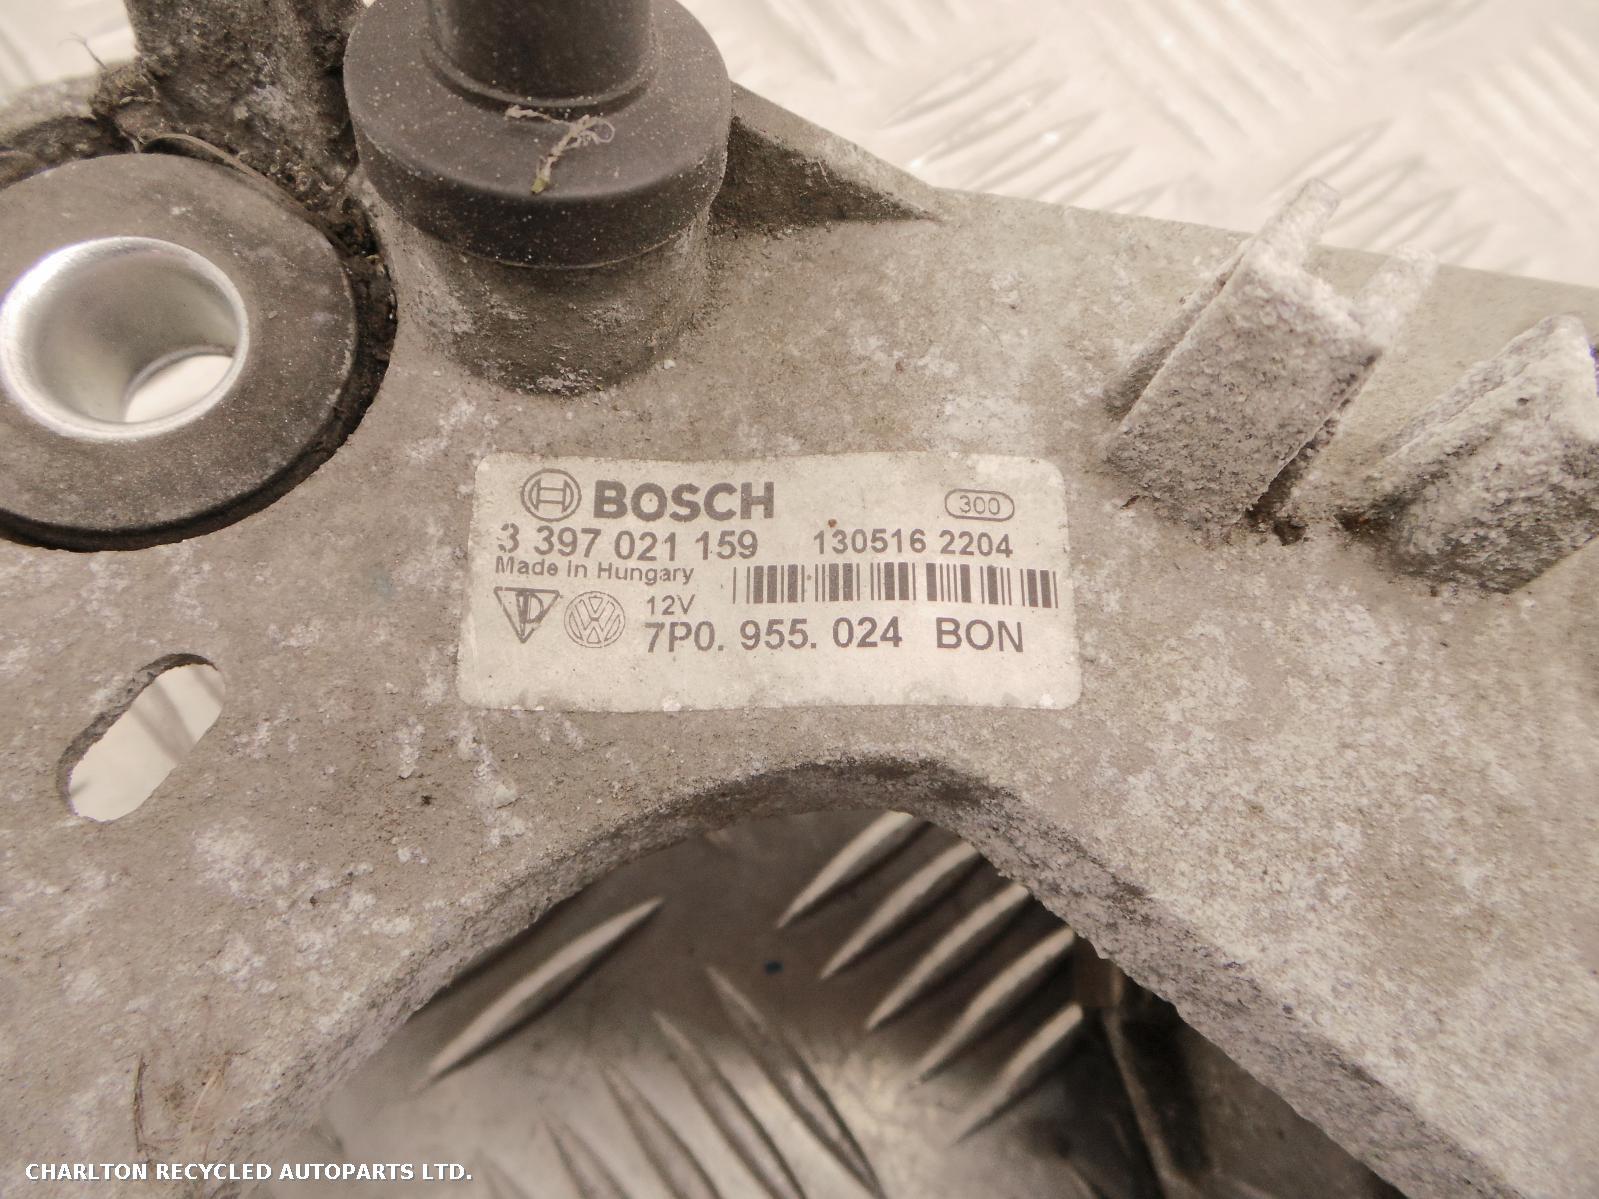 BOSCH 300
3 397 021 159 130516 2204
Made in Hungary
12V
7P0. 955. 024 BON
CHARLTON RECYCLED AUTOPARTS LTD.